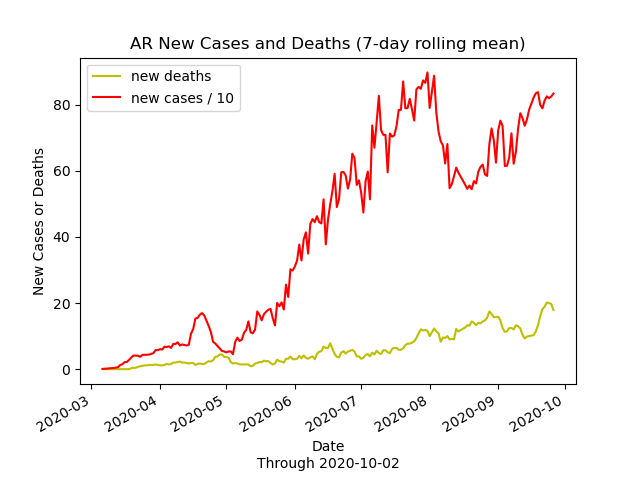 AR New Cases and Deaths (7-day rolling mean)
new deaths
new cases / 10
80
60
40
20
0
New Cases or Deaths
2020-03
2020-04
2020-05
2020-06
2020-07
2020-08
2020-09
2020-10
Date
Through 2020-10-02